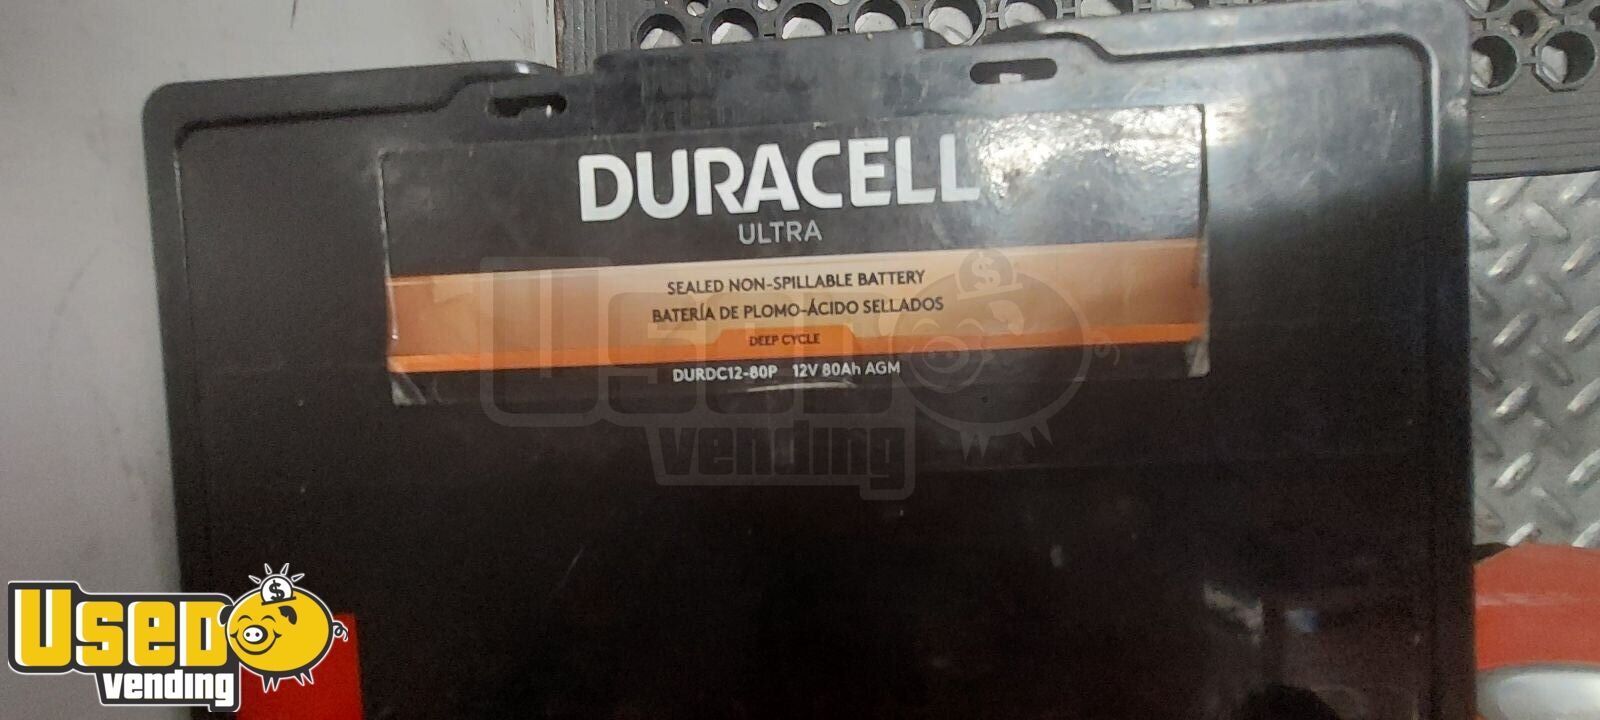 DURACELL
ULTRA
SEALED NON-SPILLABLE BATTERY
BATERÍA DE PLOMO-ÁCIDO SELLADOS
DEEP CYCLE
DURDC12-80P 12V 80Ah AGM
Used
vending
$
Used
vending
$